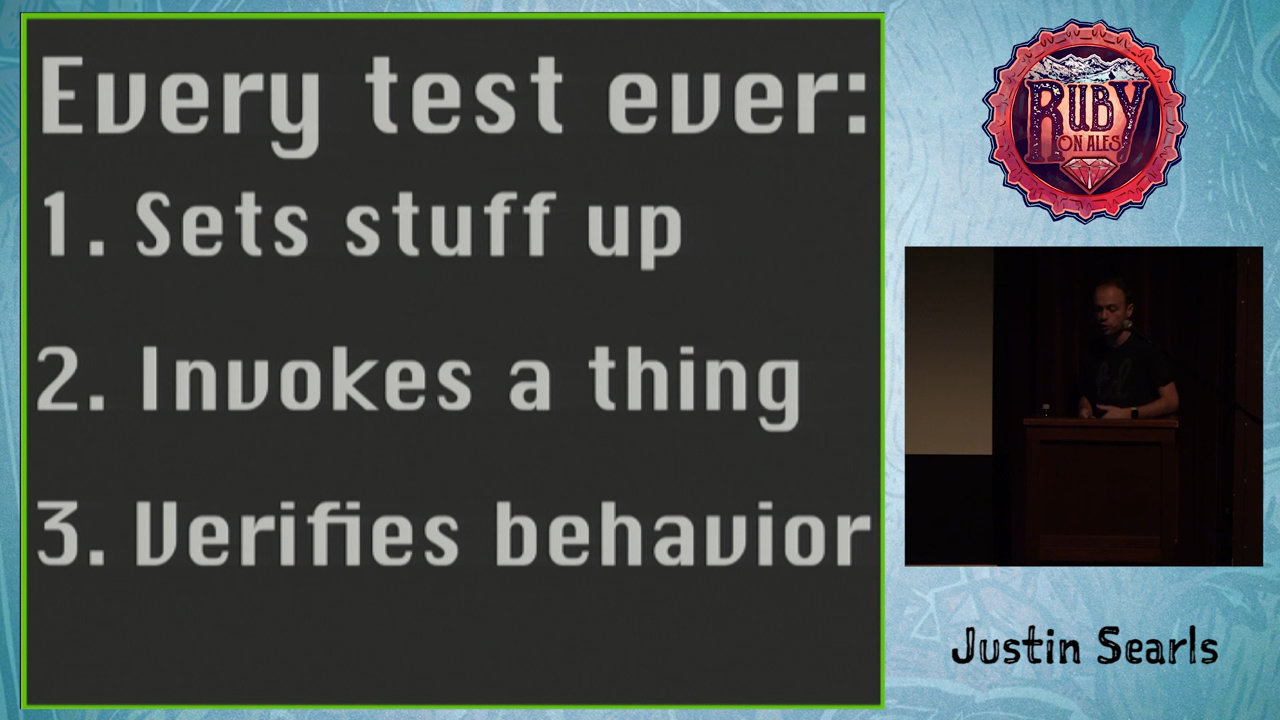 Every test ever:
1. Sets stuff up
2. Invokes a thing
3. Verifies behavior
RUBY
ON ALES
Justin Searls